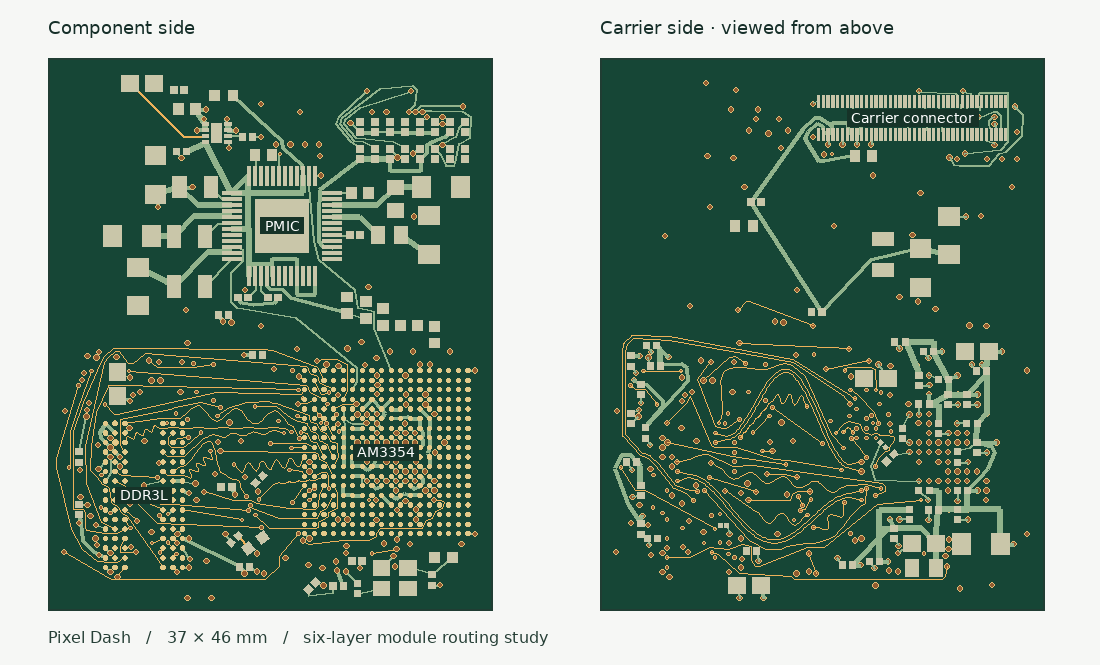 Component side
Carrier side · viewed from above
Carrier connector
PMIC
AM3354
DDR3L
Pixel Dash / 37 × 46 mm / six-layer module routing study